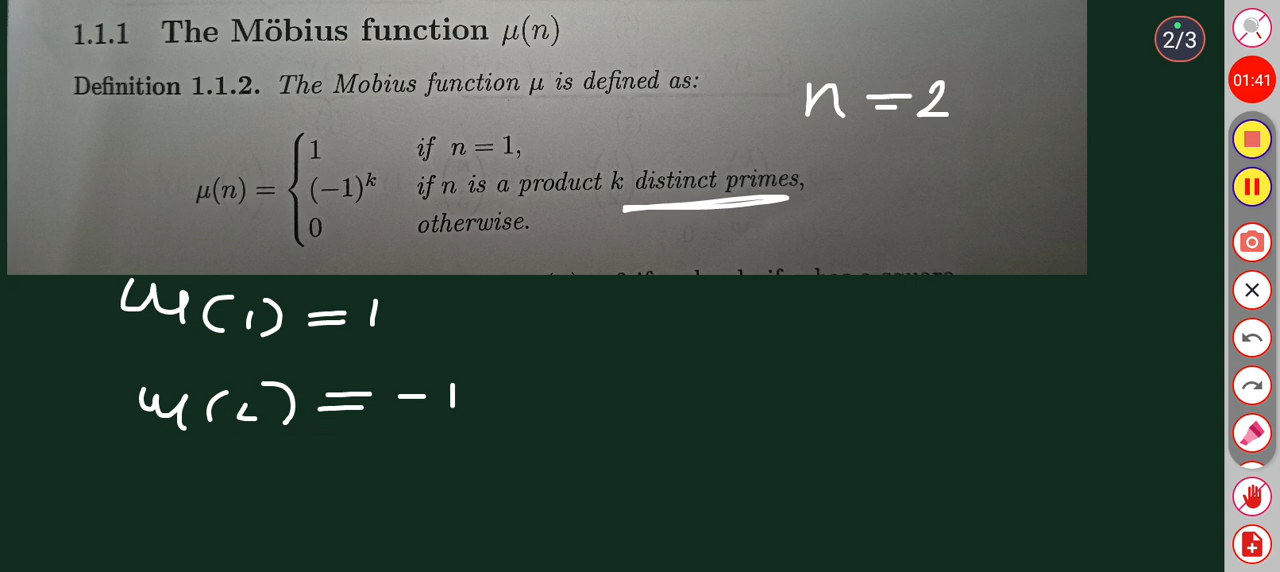 1.1.1 The Möbius function μ(n)
Definition 1.1.2. The Mobius function μ is defined as:
n = 2
1 if n = 1,
μ(n) = { (−1)^k if n is a product k distinct primes,
0 otherwise.
μ(1) = 1
μ(2) = -1
2/3
01:41